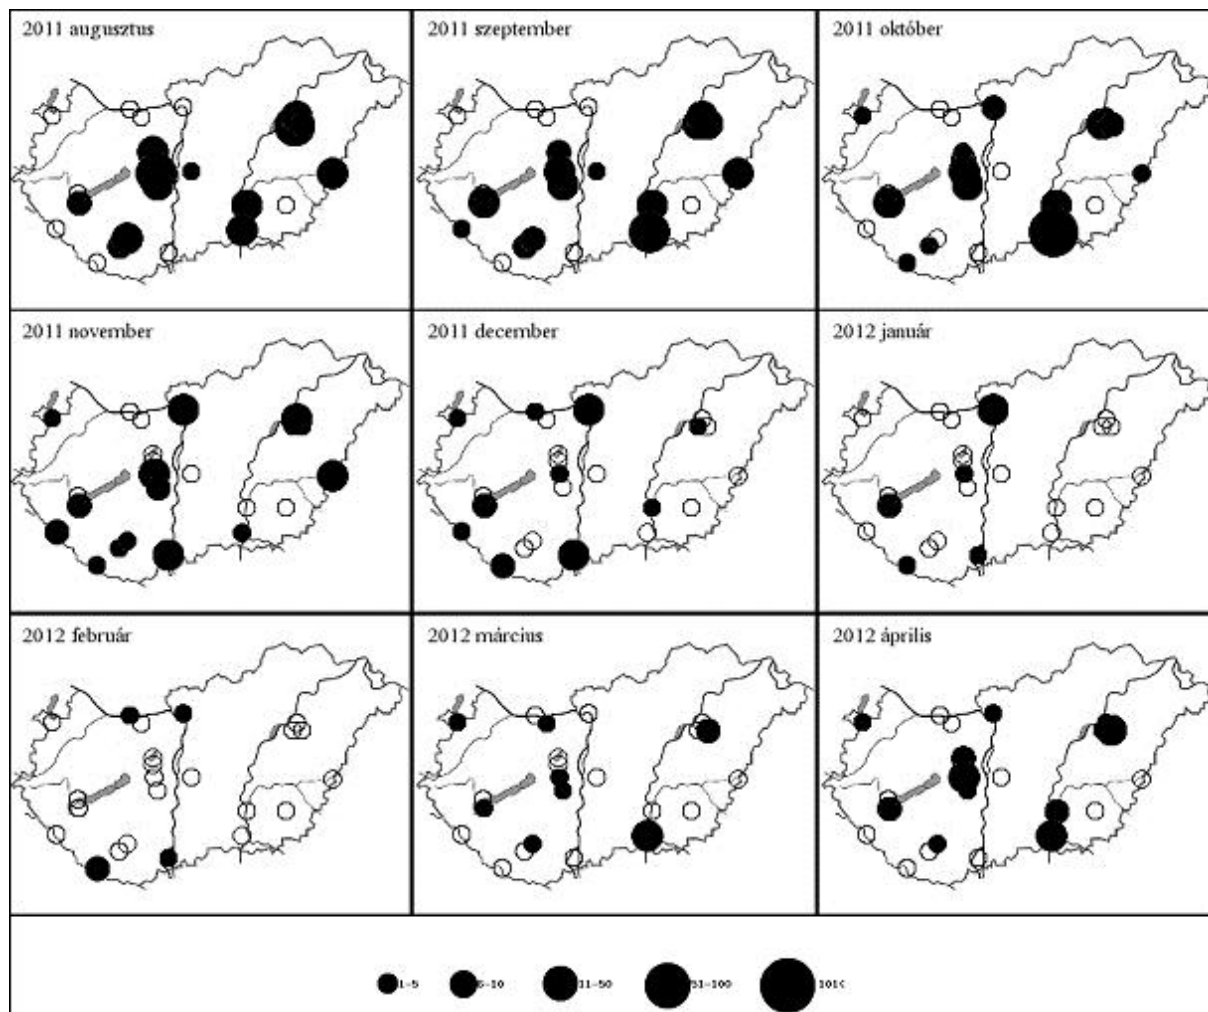 2011 augusztus
2011 szeptember
2011 október
2011 november
2011 december
2012 január
2012 február
2012 március
2012 április
1-5
6-10
11-50
51-100
101<